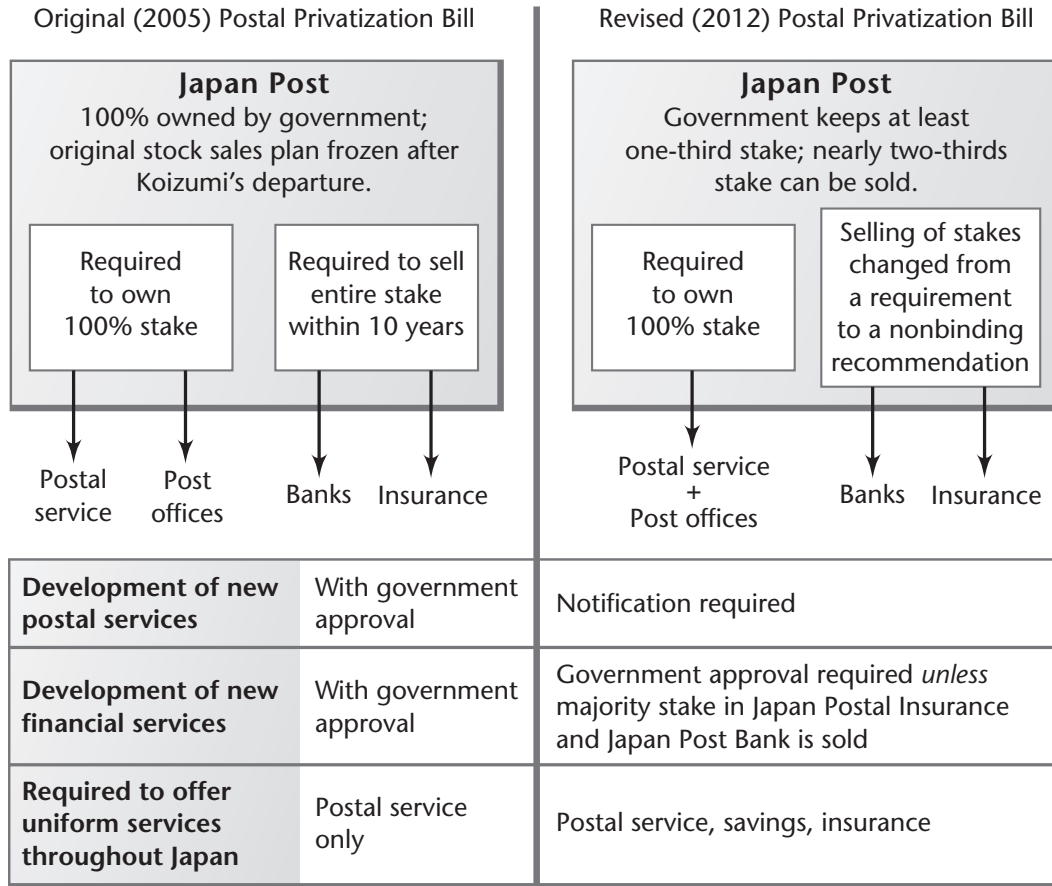 Original (2005) Postal Privatization Bill
Japan Post
100% owned by government;
original stock sales plan frozen after
Koizumi’s departure.
Required
to own
100% stake
Required to sell
entire stake
within 10 years
Postal
service
Post
offices
Banks
Insurance
Revised (2012) Postal Privatization Bill
Japan Post
Government keeps at least
one-third stake; nearly two-thirds
stake can be sold.
Required
to own
100% stake
Selling of stakes
changed from
a requirement
to a nonbinding
recommendation
Postal service
+
Post offices
Banks
Insurance
Development of new
postal services
With government
approval
Notification required
Development of new
financial services
With government
approval
Government approval required unless
majority stake in Japan Postal Insurance
and Japan Post Bank is sold
Required to offer
uniform services
throughout Japan
Postal service
only
Postal service, savings, insurance